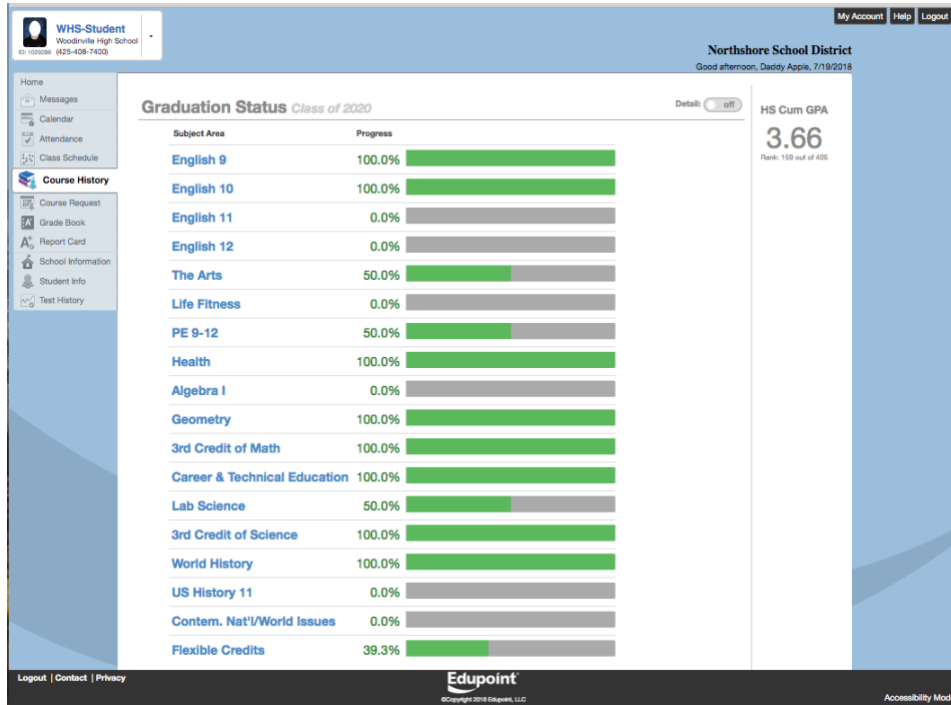 My Account Help Logout
WHS-Student
Woodinville High School
(425-408-7400)
Northshore School District
Good afternoon, Daddy Apple, 7/19/2018
Home
Messages
Calendar
Attendance
Class Schedule
Course History
Course Request
Grade Book
Report Card
School Information
Student Info
Test History
Graduation Status Class of 2020
Detail: off
HS Cum GPA
3.66
Rank: 159 out of 405
Subject Area Progress
English 9 100.0%
English 10 100.0%
English 11 0.0%
English 12 0.0%
The Arts 50.0%
Life Fitness 0.0%
PE 9-12 50.0%
Health 100.0%
Algebra I 0.0%
Geometry 100.0%
3rd Credit of Math 100.0%
Career & Technical Education 100.0%
Lab Science 50.0%
3rd Credit of Science 100.0%
World History 100.0%
US History 11 0.0%
Contem. Nat'l/World Issues 0.0%
Flexible Credits 39.3%
Logout | Contact | Privacy
Edupoint
©Copyright 2018 Edupoint, LLC
Accessibility Mod